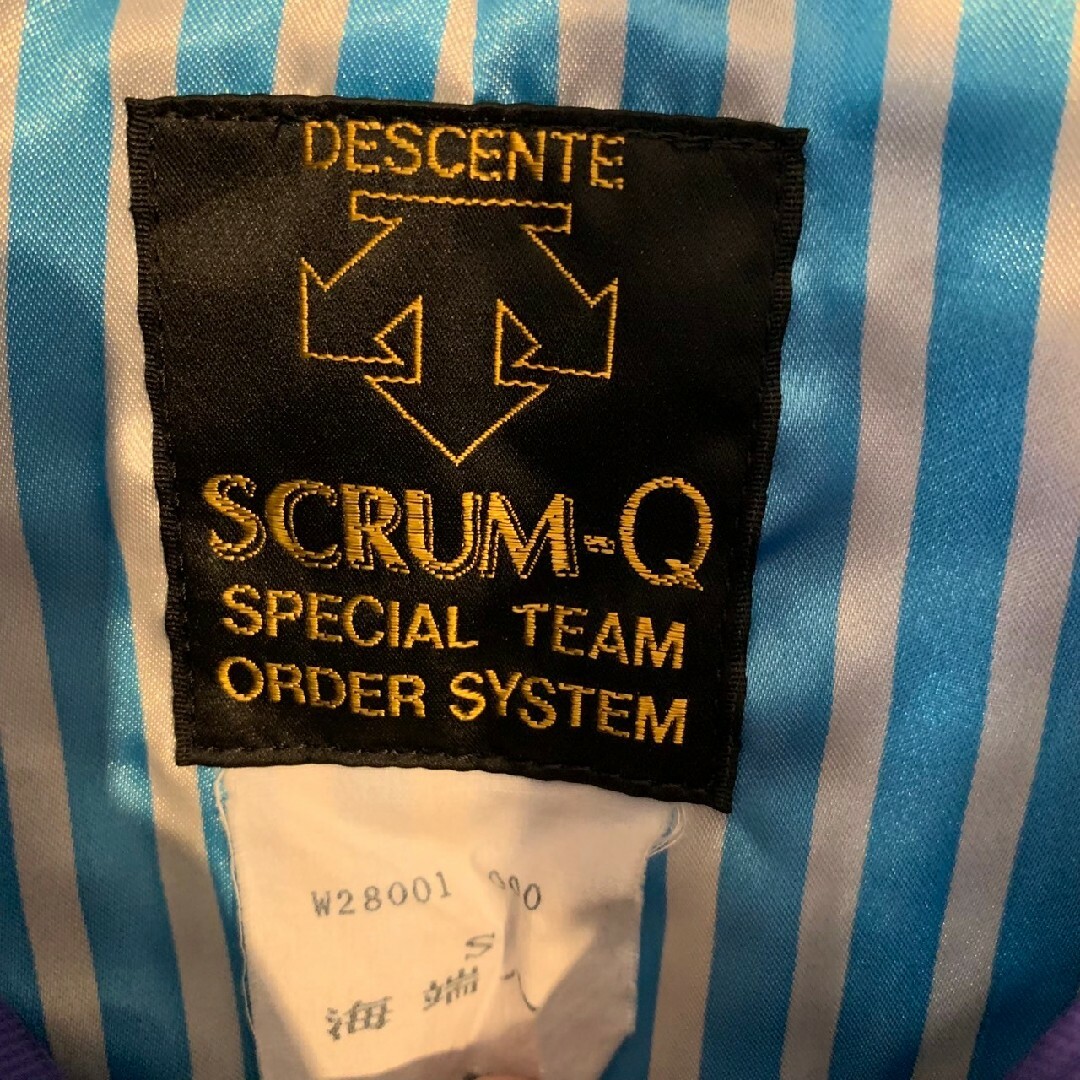 DESCENTE
SCRUM-Q
SPECIAL TEAM
ORDER SYSTEM
W28001
S
海端